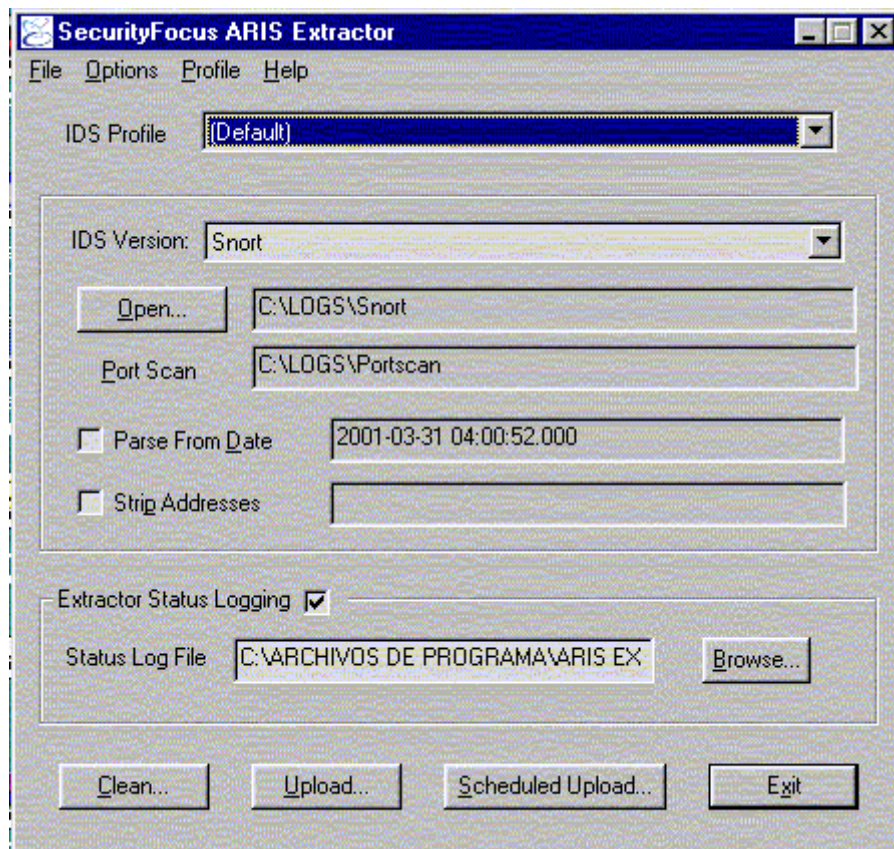 SecurityFocus ARIS Extractor
File Options Profile Help
IDS Profile (Default)
IDS Version: Snort
Open... C:\LOGS\Snort
Port Scan C:\LOGS\Portscan
Parse From Date 2001-03-31 04:00:52.000
Strip Addresses
Extractor Status Logging
Status Log File C:\ARCHIVOS DE PROGRAMA\ARIS EX Browse...
Clean... Upload... Scheduled Upload... Exit